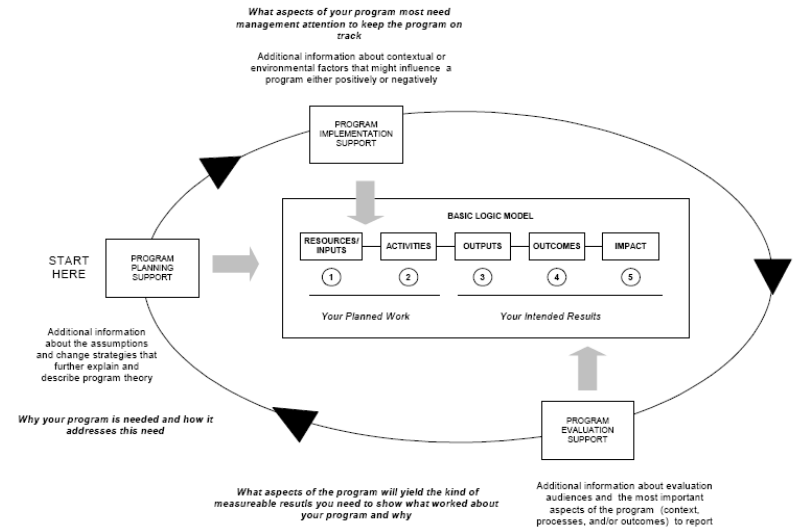 What aspects of your program most need
management attention to keep the program on
track
Additional information about contextual or
environmental factors that might influence a
program either positively or negatively
PROGRAM
IMPLEMENTATION
SUPPORT
BASIC LOGIC MODEL
RESOURCES/
INPUTS
ACTIVITIES
OUTPUTS
OUTCOMES
IMPACT
1
2
3
4
5
Your Planned Work
Your Intended Results
START
HERE
PROGRAM
PLANNING
SUPPORT
Additional information
about the assumptions
and change strategies that
further explain and
describe program theory
Why your program is needed and how it
addresses this need
PROGRAM
EVALUATION
SUPPORT
What aspects of the program will yield the kind of
measureable resutls you need to show what worked about
your program and why
Additional information about evaluation
audiences and the most important
aspects of the program (context,
processes, and/or outcomes) to report